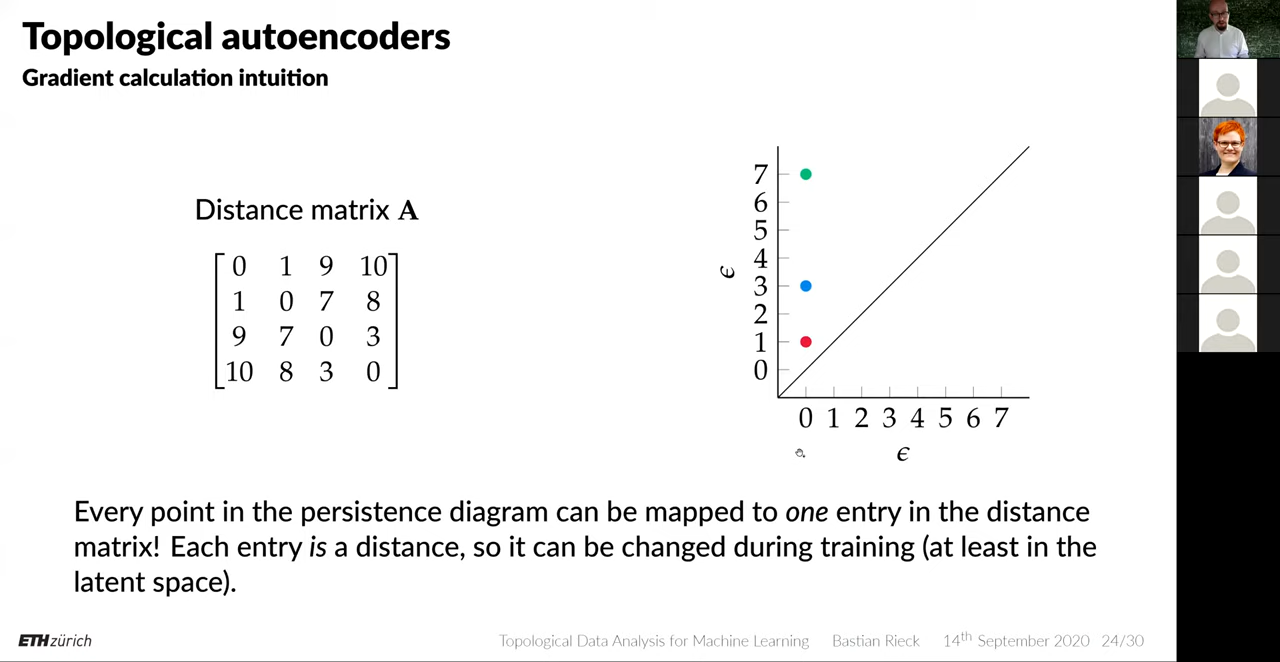 Topological autoencoders
Gradient calculation intuition
Distance matrix A
0 1 9 10
1 0 7 8
9 7 0 3
10 8 3 0
7
6
5
4
3
2
1
0
ϵ
0 1 2 3 4 5 6 7
ϵ
Every point in the persistence diagram can be mapped to one entry in the distance
matrix! Each entry is a distance, so it can be changed during training (at least in the
latent space).
ETH zürich
Topological Data Analysis for Machine Learning Bastian Rieck 14th September 2020 24/30